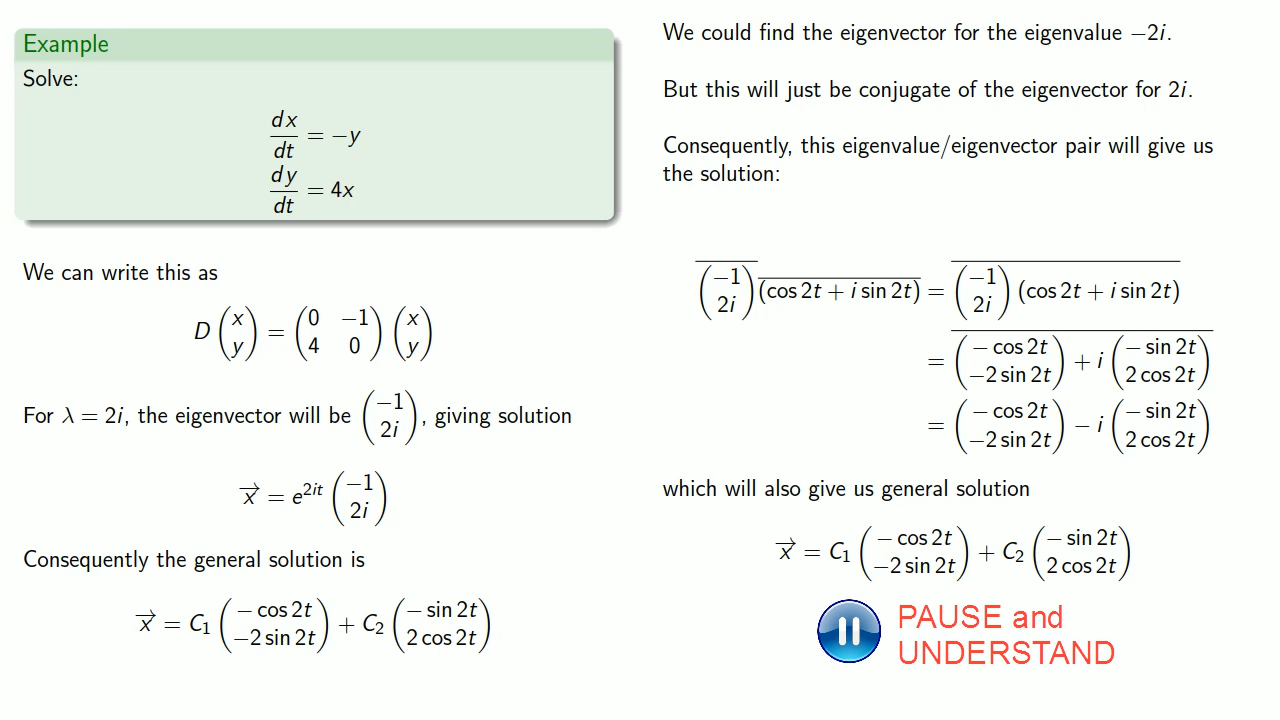 Example
Solve:
dx/dt = −y
dy/dt = 4x
We can write this as
D (x y) = (0 −1 4 0) (x y)
For λ = 2i, the eigenvector will be (−1 2i), giving solution
x⃗ = e^{2it} (−1 2i)
Consequently the general solution is
x⃗ = C₁ (− cos 2t −2 sin 2t) + C₂ (− sin 2t 2 cos 2t)
We could find the eigenvector for the eigenvalue −2i.
But this will just be conjugate of the eigenvector for 2i.
Consequently, this eigenvalue/eigenvector pair will give us
the solution:
\overline{(−1 2i)} \overline{(cos 2t + i sin 2t)} = \overline{(−1 2i) (cos 2t + i sin 2t)}
= \overline{(− cos 2t −2 sin 2t) + i (− sin 2t 2 cos 2t)}
= (− cos 2t −2 sin 2t) − i (− sin 2t 2 cos 2t)
which will also give us general solution
x⃗ = C₁ (− cos 2t −2 sin 2t) + C₂ (− sin 2t 2 cos 2t)
PAUSE and
UNDERSTAND